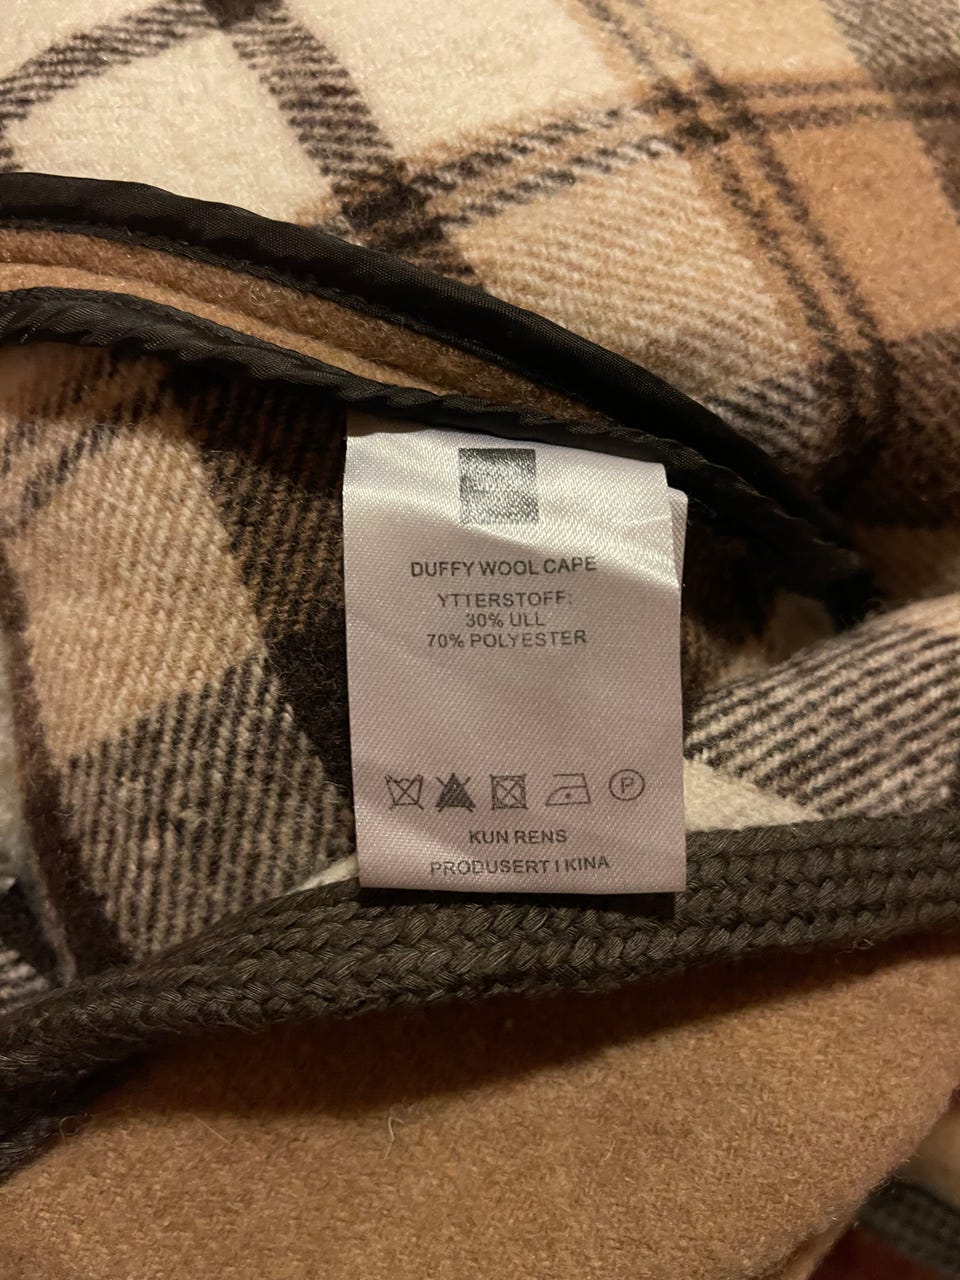 DUFFY WOOL CAPE
YTTERSTOFF:
30% ULL
70% POLYESTER
P
KUN RENS
PRODUSERT I KINA